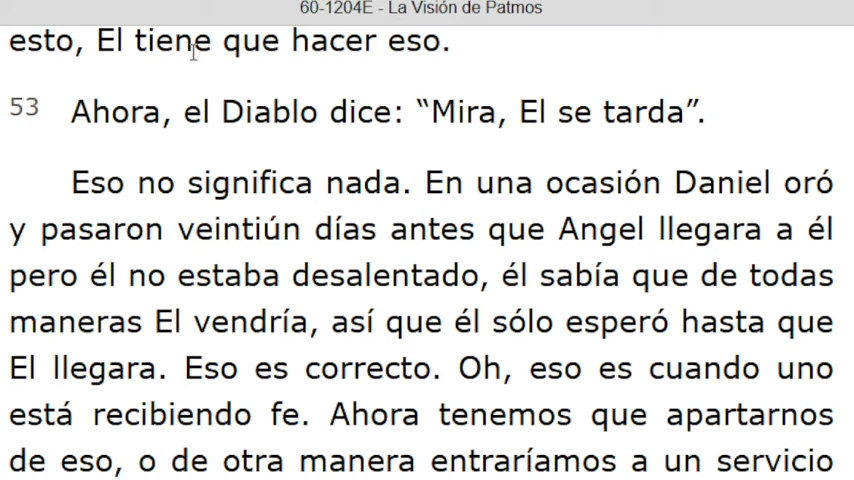 60-1204E - La Visión de Patmos
esto, El tiene que hacer eso.
53 Ahora, el Diablo dice: “Mira, El se tarda”.
Eso no significa nada. En una ocasión Daniel oró
y pasaron veintiún días antes que Angel llegara a él
pero él no estaba desalentado, él sabía que de todas
maneras El vendría, así que él sólo esperó hasta que
El llegara. Eso es correcto. Oh, eso es cuando uno
está recibiendo fe. Ahora tenemos que apartarnos
de eso, o de otra manera entraríamos a un servicio